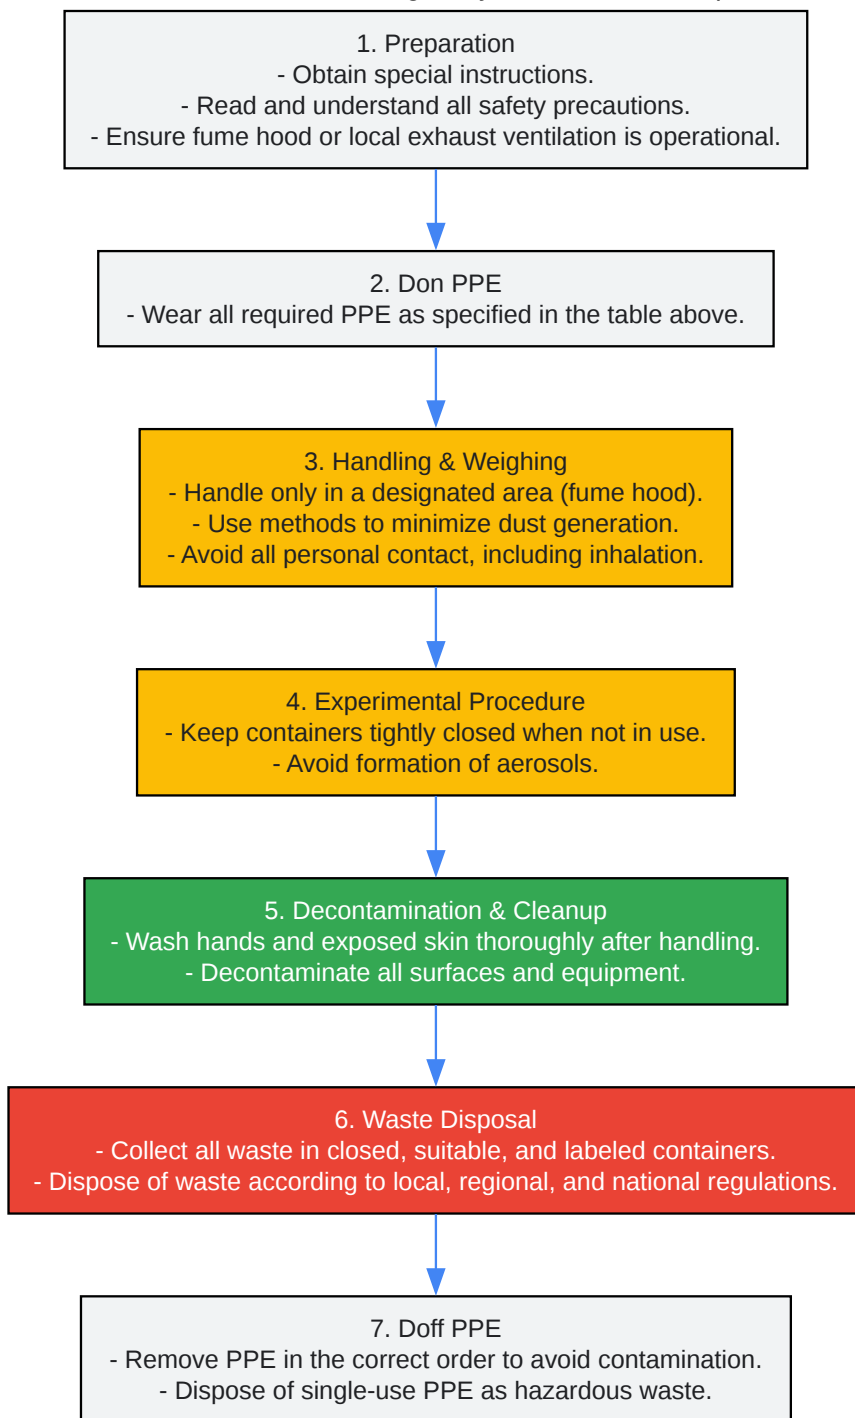 1. Preparation
- Obtain special instructions.
- Read and understand all safety precautions.
- Ensure fume hood or local exhaust ventilation is operational.
2. Don PPE
- Wear all required PPE as specified in the table above.
3. Handling & Weighing
- Handle only in a designated area (fume hood).
- Use methods to minimize dust generation.
- Avoid all personal contact, including inhalation.
4. Experimental Procedure
- Keep containers tightly closed when not in use.
- Avoid formation of aerosols.
5. Decontamination & Cleanup
- Wash hands and exposed skin thoroughly after handling.
- Decontaminate all surfaces and equipment.
6. Waste Disposal
- Collect all waste in closed, suitable, and labeled containers.
- Dispose of waste according to local, regional, and national regulations.
7. Doff PPE
- Remove PPE in the correct order to avoid contamination.
- Dispose of single-use PPE as hazardous waste.